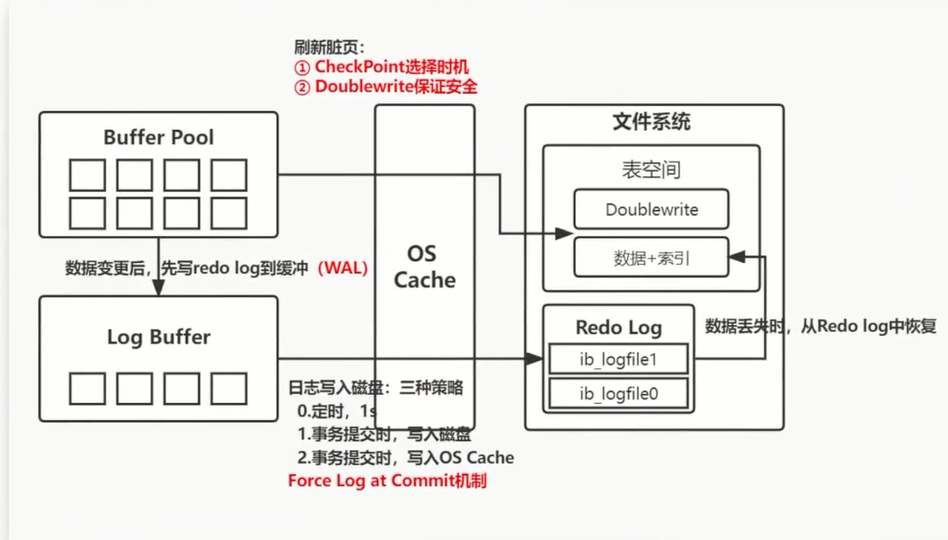 刷新脏页：
① CheckPoint选择时机
② Doublewrite保证安全
Buffer Pool
数据变更后，先写redo log到缓冲（WAL）
Log Buffer
OS
Cache
文件系统
表空间
Doublewrite
数据+索引
Redo Log
ib_logfile1
ib_logfile0
数据丢失时，从Redo log中恢复
日志写入磁盘：三种策略
0.定时，1s
1.事务提交时，写入磁盘
2.事务提交时，写入OS Cache
Force Log at Commit机制